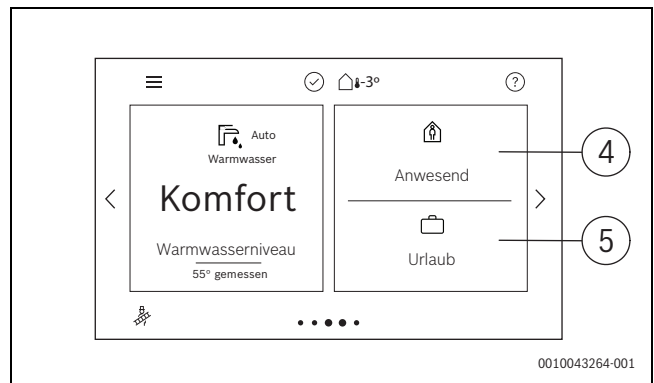 -3°
?
Auto
Warmwasser
Komfort
Warmwasserniveau
55° gemessen
Anwesend
Urlaub
4
5
0010043264-001